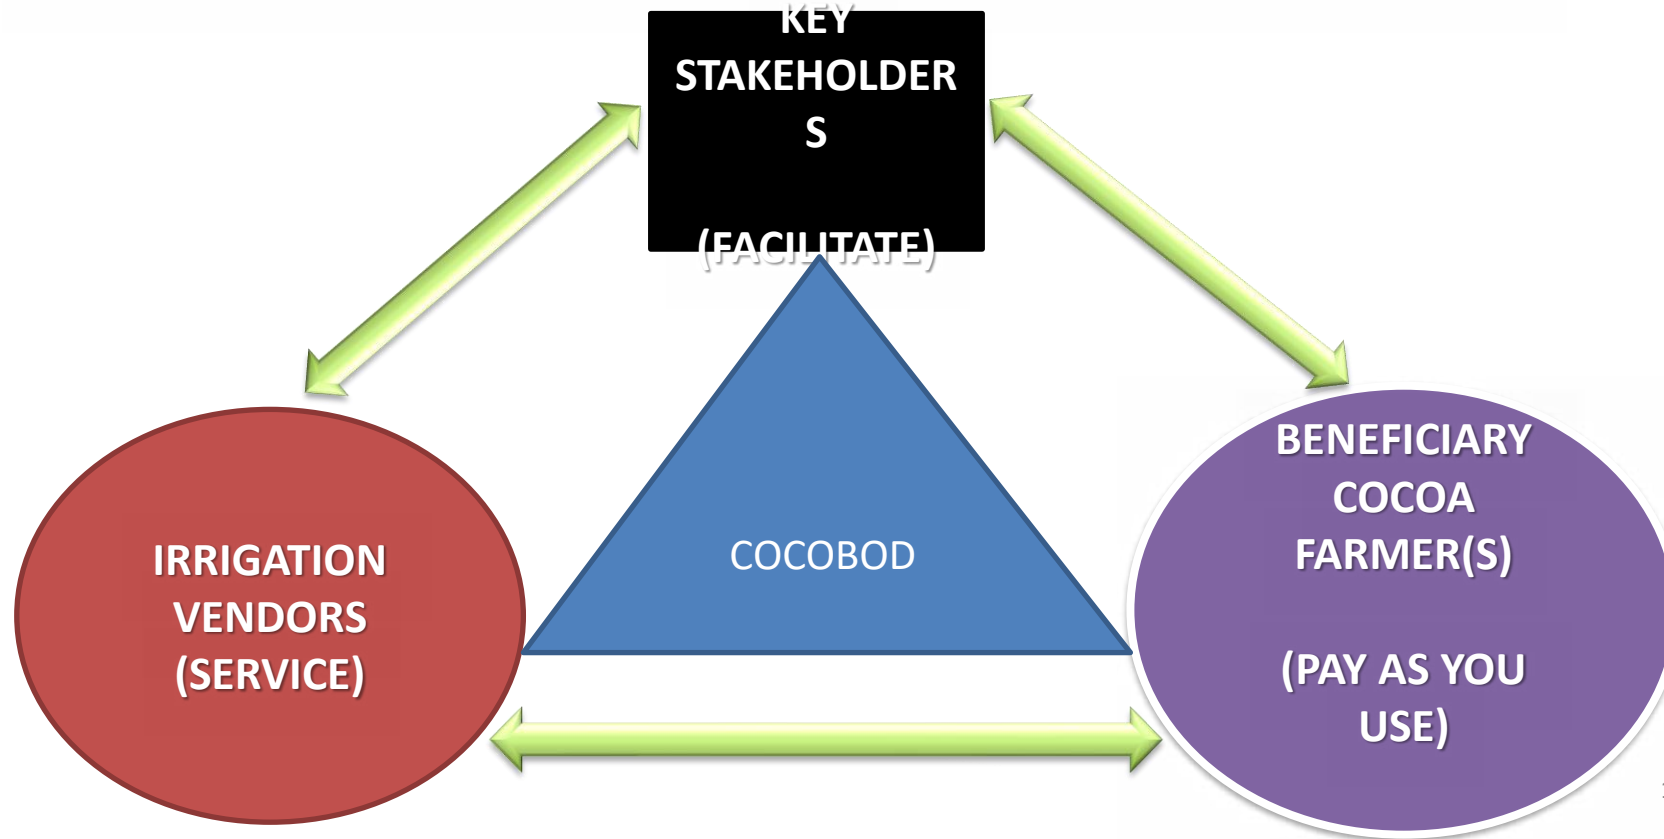 KEY
STAKEHOLDER
S
(FACILITATE)
COCOBOD
IRRIGATION
VENDORS
(SERVICE)
BENEFICIARY
COCOA
FARMER(S)
(PAY AS YOU
USE)